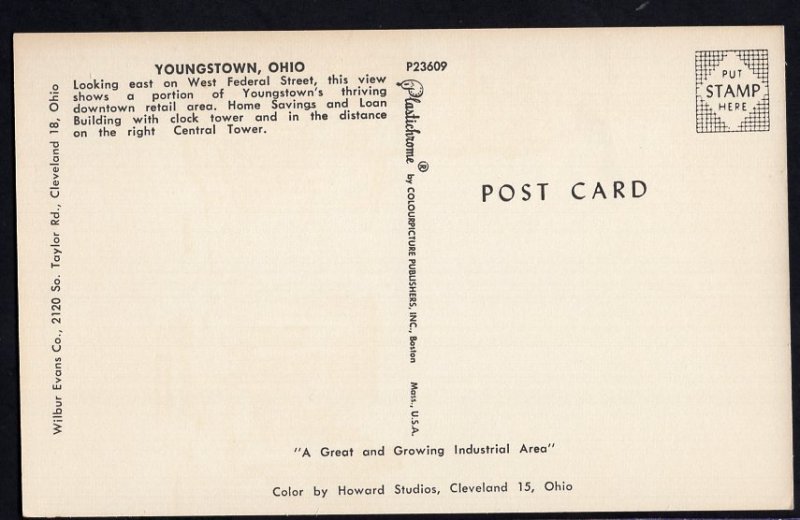 YOUNGSTOWN, OHIO
Looking east on West Federal Street, this view
shows a portion of Youngstown's thriving
downtown retail area. Home Savings and Loan
Building with clock tower and in the distance
on the right Central Tower.
Wilbur Evans Co., 2120 So. Taylor Rd., Cleveland 18, Ohio
P23609
Plastichrome ® by COLOURPICTURE PUBLISHERS, INC., Boston Mass., U.S.A.
PUT
STAMP
HERE
POST CARD
"A Great and Growing Industrial Area"
Color by Howard Studios, Cleveland 15, Ohio